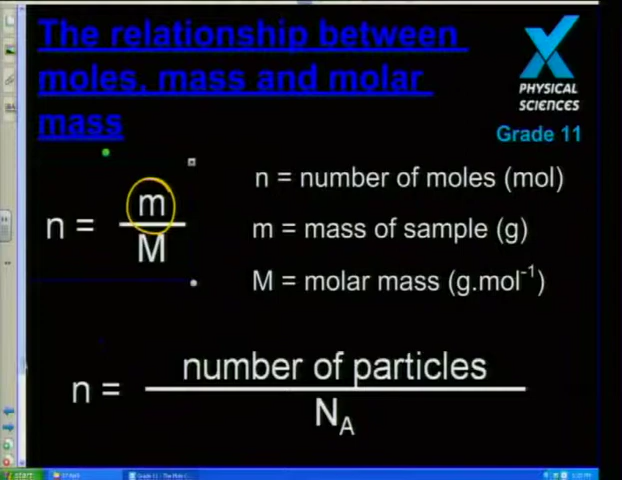 The relationship between
moles, mass and molar
mass
PHYSICAL
SCIENCES
Grade 11
n = m
M
n = number of moles (mol)
m = mass of sample (g)
M = molar mass (g.mol⁻¹)
n = number of particles
N_A
start